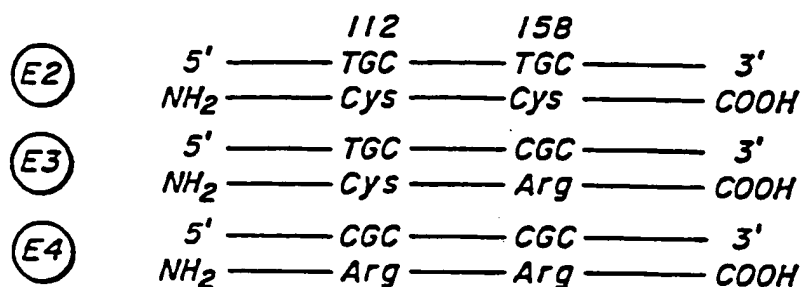 112 158
E2 5' TGC TGC 3'
NH2 Cys Cys COOH
E3 5' TGC CGC 3'
NH2 Cys Arg COOH
E4 5' CGC CGC 3'
NH2 Arg Arg COOH